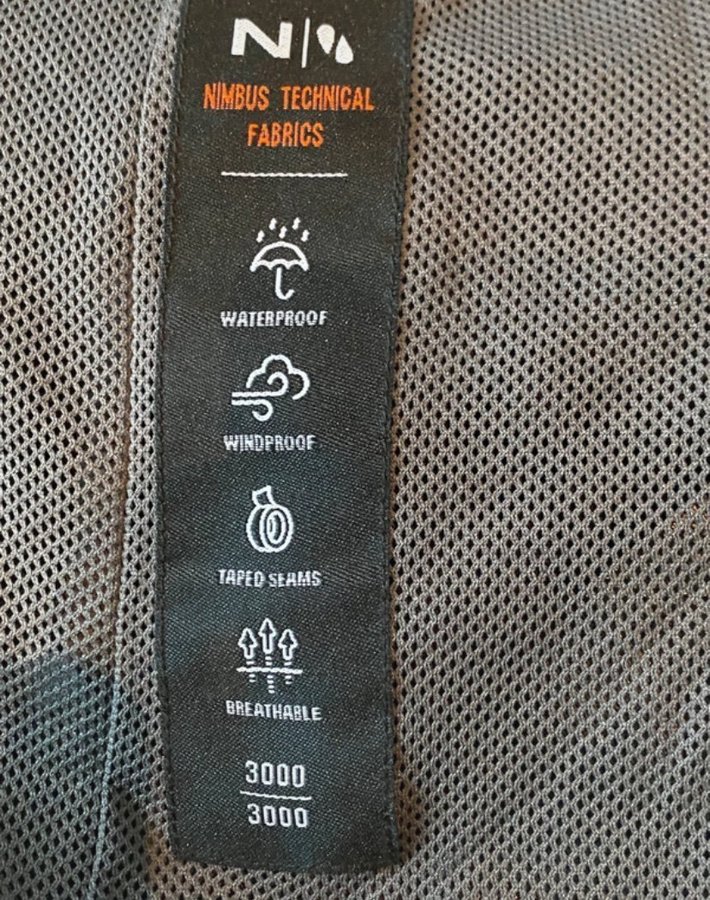 N
NIMBUS TECHNICAL
FABRICS
WATERPROOF
WINDPROOF
TAPED SEAMS
BREATHABLE
3000
3000